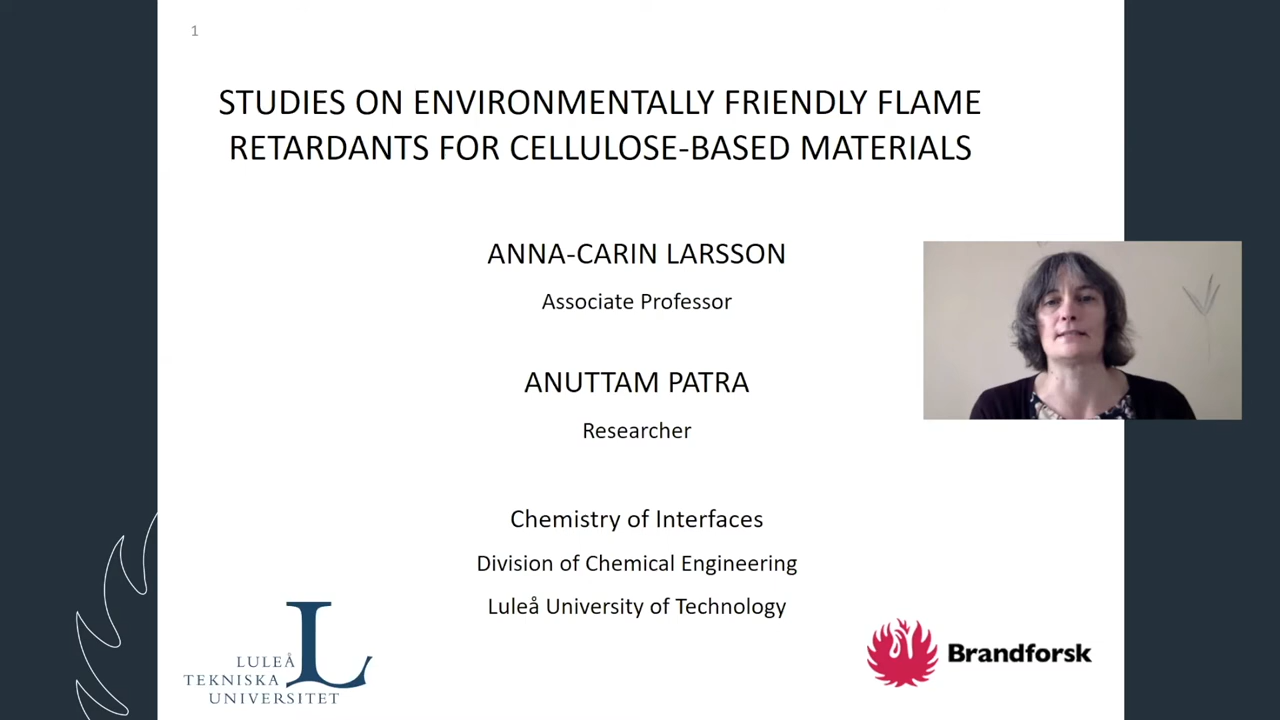 1
STUDIES ON ENVIRONMENTALLY FRIENDLY FLAME
RETARDANTS FOR CELLULOSE-BASED MATERIALS
ANNA-CARIN LARSSON
Associate Professor
ANUTTAM PATRA
Researcher
Chemistry of Interfaces
Division of Chemical Engineering
Luleå University of Technology
LULEÅ
TEKNISKA
UNIVERSITET
L
Brandforsk